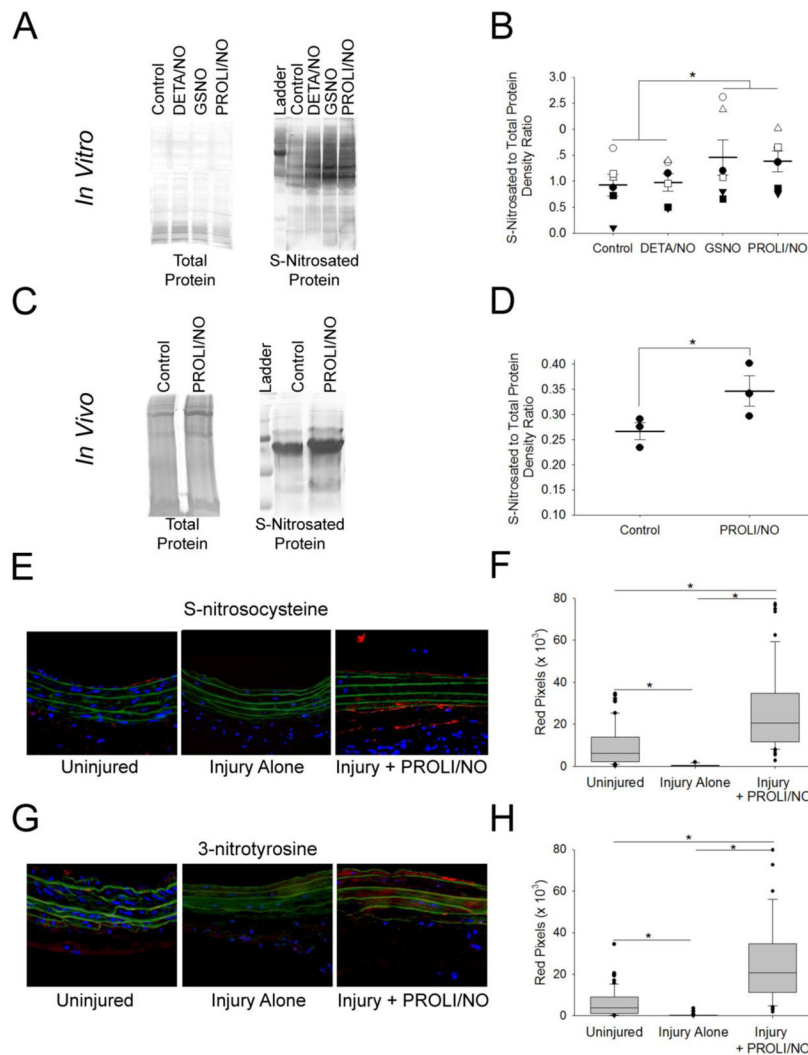 A
In Vitro
Control
DETA/NO
GSNO
PROLI/NO
Total
Protein
Ladder
Control
DETA/NO
GSNO
PROLI/NO
S-Nitrosated
Protein
B
S-Nitrosated to Total Protein
Density Ratio
3.0
2.5
0
.5
1.0
0.5
0.0
*
Control
DETA/NO
GSNO
PROLI/NO
C
In Vivo
Control
PROLI/NO
Total
Protein
Ladder
Control
PROLI/NO
S-Nitrosated
Protein
D
S-Nitrosated to Total Protein
Density Ratio
0.40
0.35
0.30
0.25
0.20
0.15
0.10
*
Control
PROLI/NO
E
S-nitrosocysteine
Uninjured
Injury Alone
Injury + PROLI/NO
F
Red Pixels (x 10³)
80
60
40
20
0
*
*
*
Uninjured
Injury Alone
Injury
+ PROLI/NO
G
3-nitrotyrosine
Uninjured
Injury Alone
Injury + PROLI/NO
H
Red Pixels (x 10³)
80
60
40
20
0
*
*
*
Uninjured
Injury Alone
Injury
+ PROLI/NO